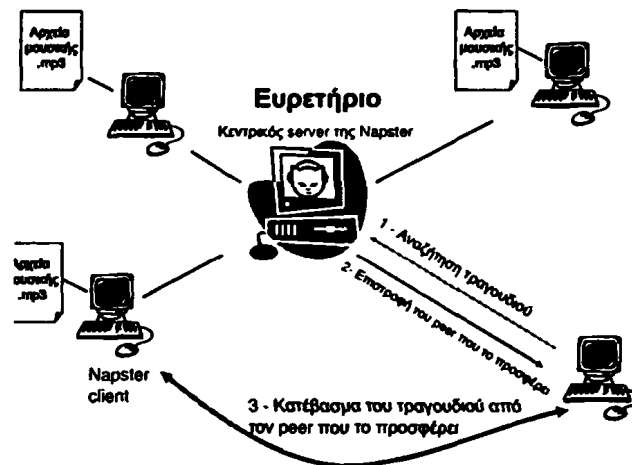 Αρχεία
μουσικής
.mp3
Αρχεία
μουσικής
.mp3
Ευρετήριο
Κεντρικός server της Napster
1 - Αναζήτηση τραγουδιού
2- Επιστροφή του peer που το προσφέρει
Αρχεία
μουσικής
.mp3
Napster
client
3 - Κατέβασμα του τραγουδιού από
τον peer που το προσφέρει